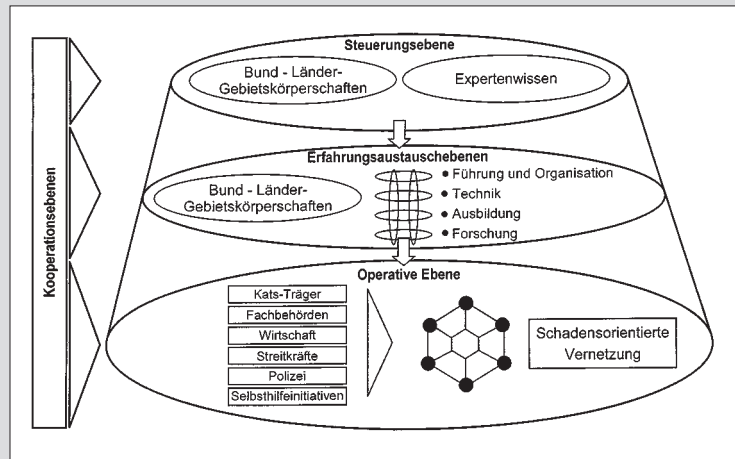 Kooperationsebenen
Steuerungsebene
Bund - Länder-
Gebietskörperschaften
Expertenwissen
Erfahrungsaustauschebenen
Bund - Länder-
Gebietskörperschaften
• Führung und Organisation
• Technik
• Ausbildung
• Forschung
Operative Ebene
Kats-Träger
Fachbehörden
Wirtschaft
Streitkräfte
Polizei
Selbsthilfeinitiativen
Schadensorientierte
Vernetzung